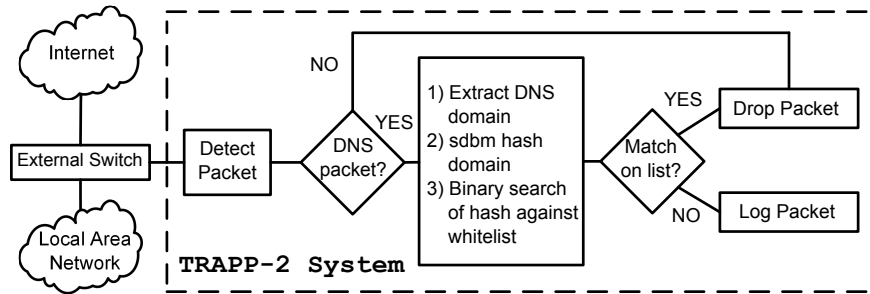 Internet
External Switch
Local Area
Network
Detect
Packet
NO
DNS
packet?
YES
1) Extract DNS
domain
2) sdbm hash
domain
3) Binary search
of hash against
whitelist
Match
on list?
YES
Drop Packet
NO
Log Packet
TRAPP-2 System